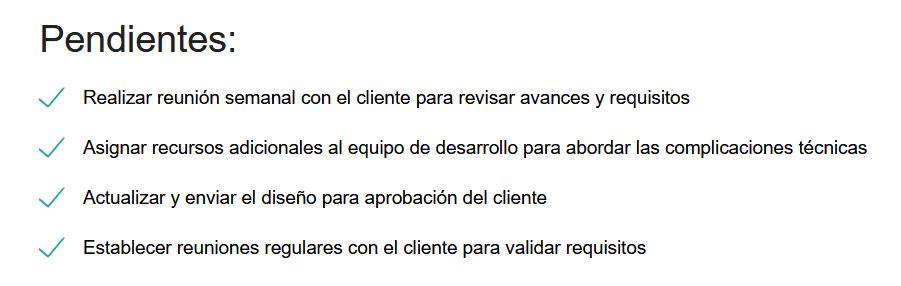 Pendientes:
Realizar reunión semanal con el cliente para revisar avances y requisitos
Asignar recursos adicionales al equipo de desarrollo para abordar las complicaciones técnicas
Actualizar y enviar el diseño para aprobación del cliente
Establecer reuniones regulares con el cliente para validar requisitos